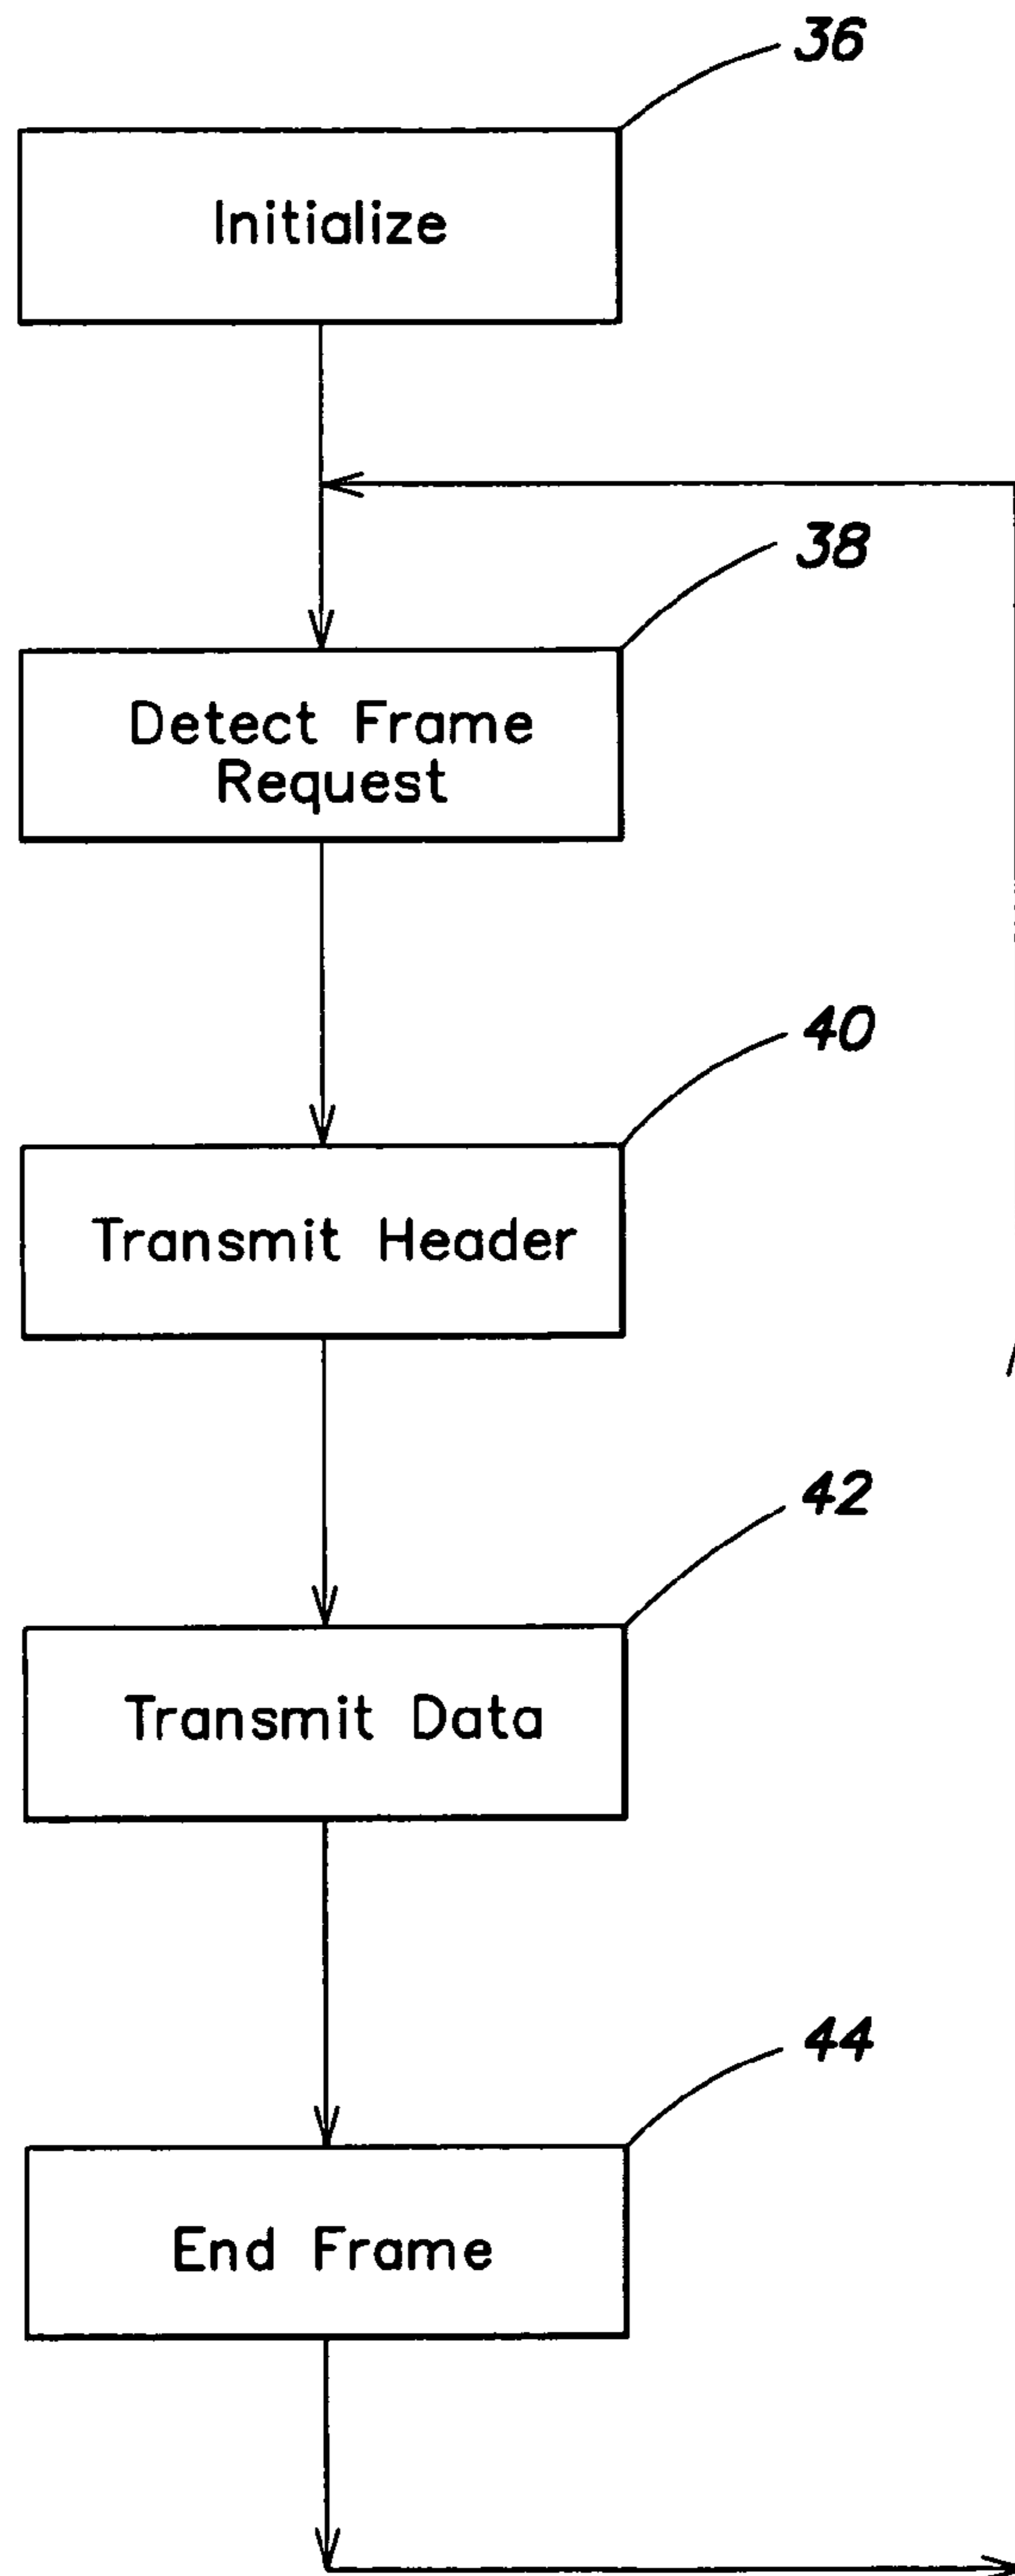 36
Initialize
38
Detect Frame
Request
40
Transmit Header
42
Transmit Data
44
End Frame